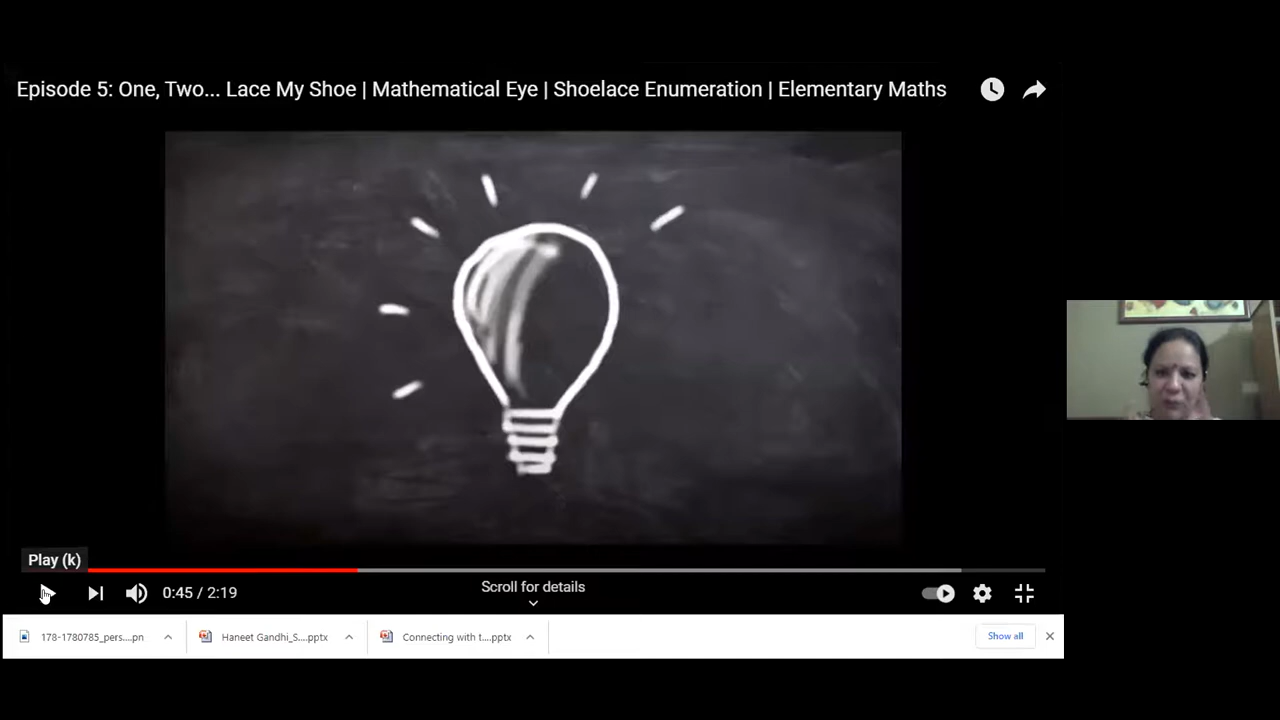 Episode 5: One, Two... Lace My Shoe | Mathematical Eye | Shoelace Enumeration | Elementary Maths
Play (k)
0:45 / 2:19
Scroll for details
178-1780785_pers....pn
Haneet Gandhi_S....pptx
Connecting with t....pptx
Show all